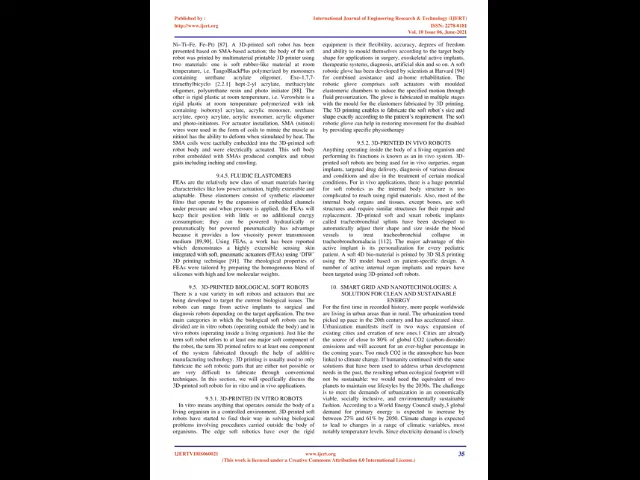 Published by :
http://www.ijert.org
International Journal of Engineering Research & Technology (IJERT)
ISSN: 2278-0181
Vol. 10 Issue 06, June-2021
Ni–Ti–Fe, Fe-Pt) [87]. A 3D-printed soft robot has been
presented based on SMA-based actuation; the body of the soft
robot was printed by multimaterial printable 3D printer using
two materials: one is soft rubber-like material at room
temperature, i.e. TangoBlackPlus polymerized by monomers
containing urethane acrylate oligomer, Exo-1,7,7-
trimethylbicyclo [2.2.1] hept-2-yl acrylate, methacrylate
oligomer, polyurethane resin and photo initiator [88]. The
other is rigid plastic at room temperature, i.e. Verowhite is a
rigid plastic at room temperature polymerized with ink
containing isobornyl acrylate, acrylic monomer, urethane
acrylate, epoxy acrylate, acrylic monomer, acrylic oligomer
and photo-initiators. For actuation installation, SMA (nitinol)
wires were used in the form of coils to mimic the muscle as
nitinol has the ability to deform when stimulated by heat. The
SMA coils were tactfully embedded into the 3D-printed soft
robot body and were electrically actuated. This soft body
robot embedded with SMAs produced complex and robust
gaits including inching and crawling.
9.4.5. FLUIDIC ELASTOMERS
FEAs are the relatively new class of smart materials having
characteristics like low power actuation, highly extensible and
adaptable. These elastomers consist of synthetic elastomer
films that operate by the expansion of embedded channels
under pressure and when pressure is applied, the FEAs will
keep their position with little or no additional energy
consumption; they can be powered hydraulically or
pneumatically but powered pneumatically has advantage
because it provides a low viscosity power transmission
medium [89,90]. Using FEAs, a work has been reported
which demonstrates a highly extensible sensing skin
integrated with soft, pneumatic actuators (FEAs) using ‘DIW’
3D printing technique [91]. The rheological properties of
FEAs were tailored by preparing the homogenous blend of
silicones with high and low molecular weights.
9.5. 3D-PRINTED BIOLOGICAL SOFT ROBOTS
There is a vast variety in soft robots and actuators that are
being developed to target the current biological issues. The
robots can range from active implants to surgical and
diagnosis robots depending on the target application. The two
main categories in which the biological soft robots can be
divided are in vitro robots (operating outside the body) and in
vivo robots (operating inside a living organism). Just like the
term soft robot refers to at least one major soft component of
the robot, the term 3D printed refers to at least one component
of the system fabricated through the help of additive
manufacturing technology. 3D printing is usually used to only
fabricate the soft robotic parts that are either not possible or
are very difficult to fabricate through conventional
techniques. In this section, we will specifically discuss the
3D-printed soft robots for in vitro and in vivo applications.
9.5.1. 3D-PRINTED IN VITRO ROBOTS
In vitro means anything that operates outside the body of a
living organism in a controlled environment. 3D-printed soft
robots have started to find their way in solving biological
problems involving procedures carried outside the body of
organisms. The edge soft robotics have over the rigid
equipment is their flexibility, accuracy, degrees of freedom
and ability to mould themselves according to the target body
shape for applications in surgery, exoskeletal active implants,
therapeutic systems, diagnosis, artificial skin and so on. A soft
robotic glove has been developed by scientists at Harvard [94]
for combined assistance and at-home rehabilitation. The
robotic glove comprises soft actuators with moulded
elastomeric chambers to induce the specified motion through
fluid pressurization. The glove is fabricated in multiple stages
with the mould for the elastomers fabricated by 3D printing.
The 3D printing enables to fabricate the soft robot's size and
shape exactly according to the patient's requirement. The soft
robotic glove can help in restoring movement for the disabled
by providing specific physiotherapy
9.5.2. 3D-PRINTED IN VIVO ROBOTS
Anything operating inside the body of a living organism and
performing its functions is known as an in vivo system. 3D-
printed soft robots are being used for in vivo surgeries, organ
implants, targeted drug delivery, diagnosis of various disease
and conditions and also in the treatment of certain medical
conditions. For in vivo applications, there is a huge potential
for soft robotics as the internal body structure is too
complicated to reach using rigid materials. Also, most of the
internal body organs and tissues, except bones, are soft
structures and require similar structures for their repair and
replacement. 3D-printed soft and smart robotic implants
called tracheobronchial splints have been developed to
automatically adjust their shape and size inside the blood
vessels to treat tracheobronchial collapse in
tracheobronchomalacia [112]. The major advantage of this
active implant is its personalization for every pediatric
patient. A soft 4D bio-material is printed by 3D SLS printing
using the 3D model based on patient-specific design. A
number of active internal organ implants and repairs have
been targeted using 3D-printed soft robots.
10. SMART GRID AND NANOTECHNOLOGIES: A
SOLUTION FOR CLEAN AND SUSTAINABLE
ENERGY
For the first time in recorded history, more people worldwide
are living in urban areas than in rural. The urbanization trend
picked up pace in the 20th century and has accelerated since.
Urbanization manifests itself in two ways: expansion of
existing cities and creation of new ones.1 Cities are already
the source of close to 80% of global CO2 (carbon-dioxide)
emissions and will account for an ever-higher percentage in
the coming years. Too much CO2 in the atmosphere has been
linked to climate change. If humanity continued with the same
solutions that have been used to address urban development
needs in the past, the resulting urban ecological footprint will
not be sustainable: we would need the equivalent of two
planets to maintain our lifestyles by the 2030s. The challenge
is to meet the demands of urbanization in an economically
viable, socially inclusive, and environmentally sustainable
fashion. According to a World Energy Council study,3 global
demand for primary energy is expected to increase by
between 27% and 61% by 2050. Climate change is expected
to lead to changes in a range of climatic variables, most
notably temperature levels. Since electricity demand is closely
IJERTV10IS060021
www.ijert.org
35
(This work is licensed under a Creative Commons Attribution 4.0 International License.)